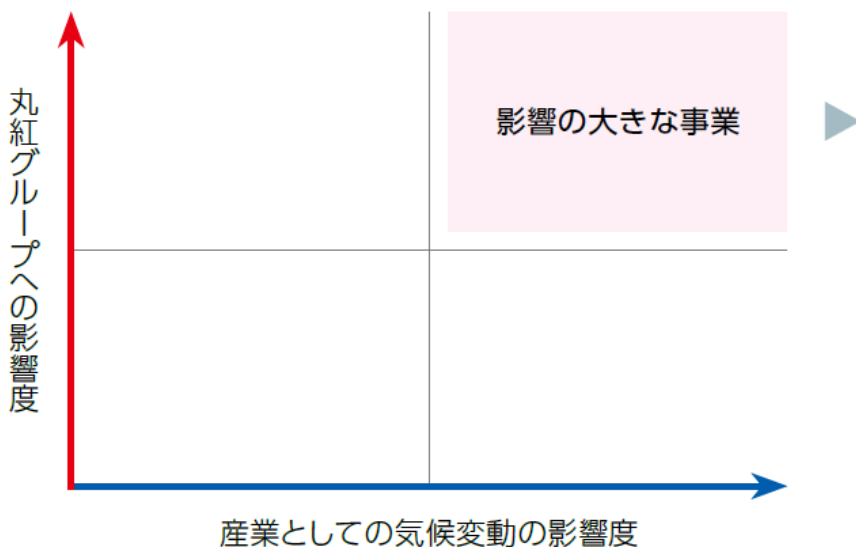 丸紅グループへの影響度
影響の大きな事業
産業としての気候変動の影響度